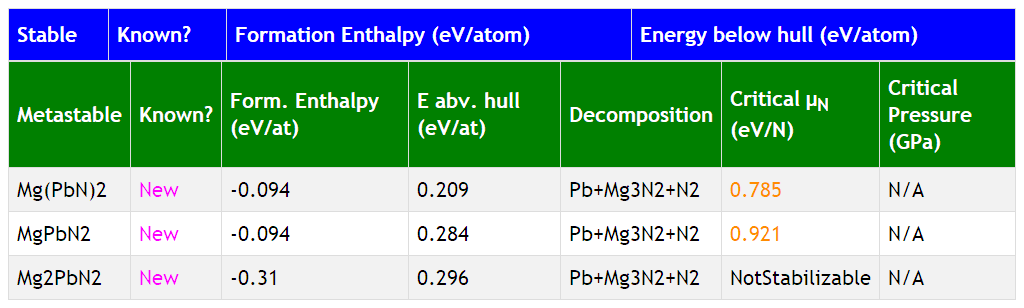 Stable Known? Formation Enthalpy (eV/atom) Energy below hull (eV/atom)
Metastable Known? Form. Enthalpy (eV/at) E abv. hull (eV/at) Decomposition Critical μN (eV/N) Critical Pressure (GPa)
Mg(PbN)2 New -0.094 0.209 Pb+Mg3N2+N2 0.785 N/A
MgPbN2 New -0.094 0.284 Pb+Mg3N2+N2 0.921 N/A
Mg2PbN2 New -0.31 0.296 Pb+Mg3N2+N2 NotStabilizable N/A